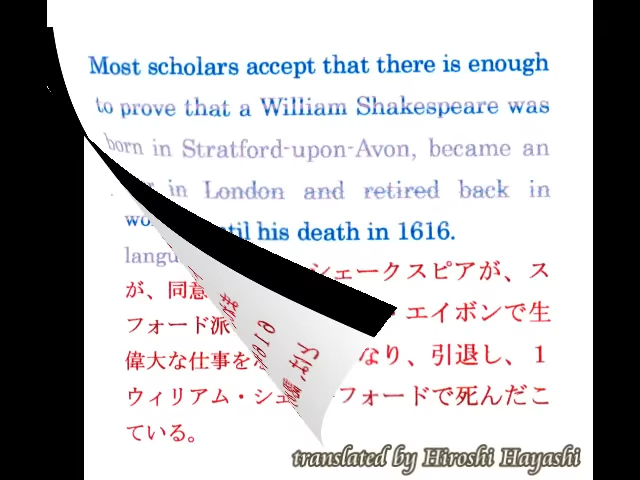 Most scholars accept that there is enough
to prove that a William Shakespeare was
born in Stratford-upon-Avon, became an
in London and retired back in
his death in 1616.
シェークスピアが、ス
が、同意
エイボンで生
フォード派
偉大な仕事を なり、引退し、1
ウィリアム・シェ フォードで死んだこ
ている。
translated by Hiroshi Hayashi